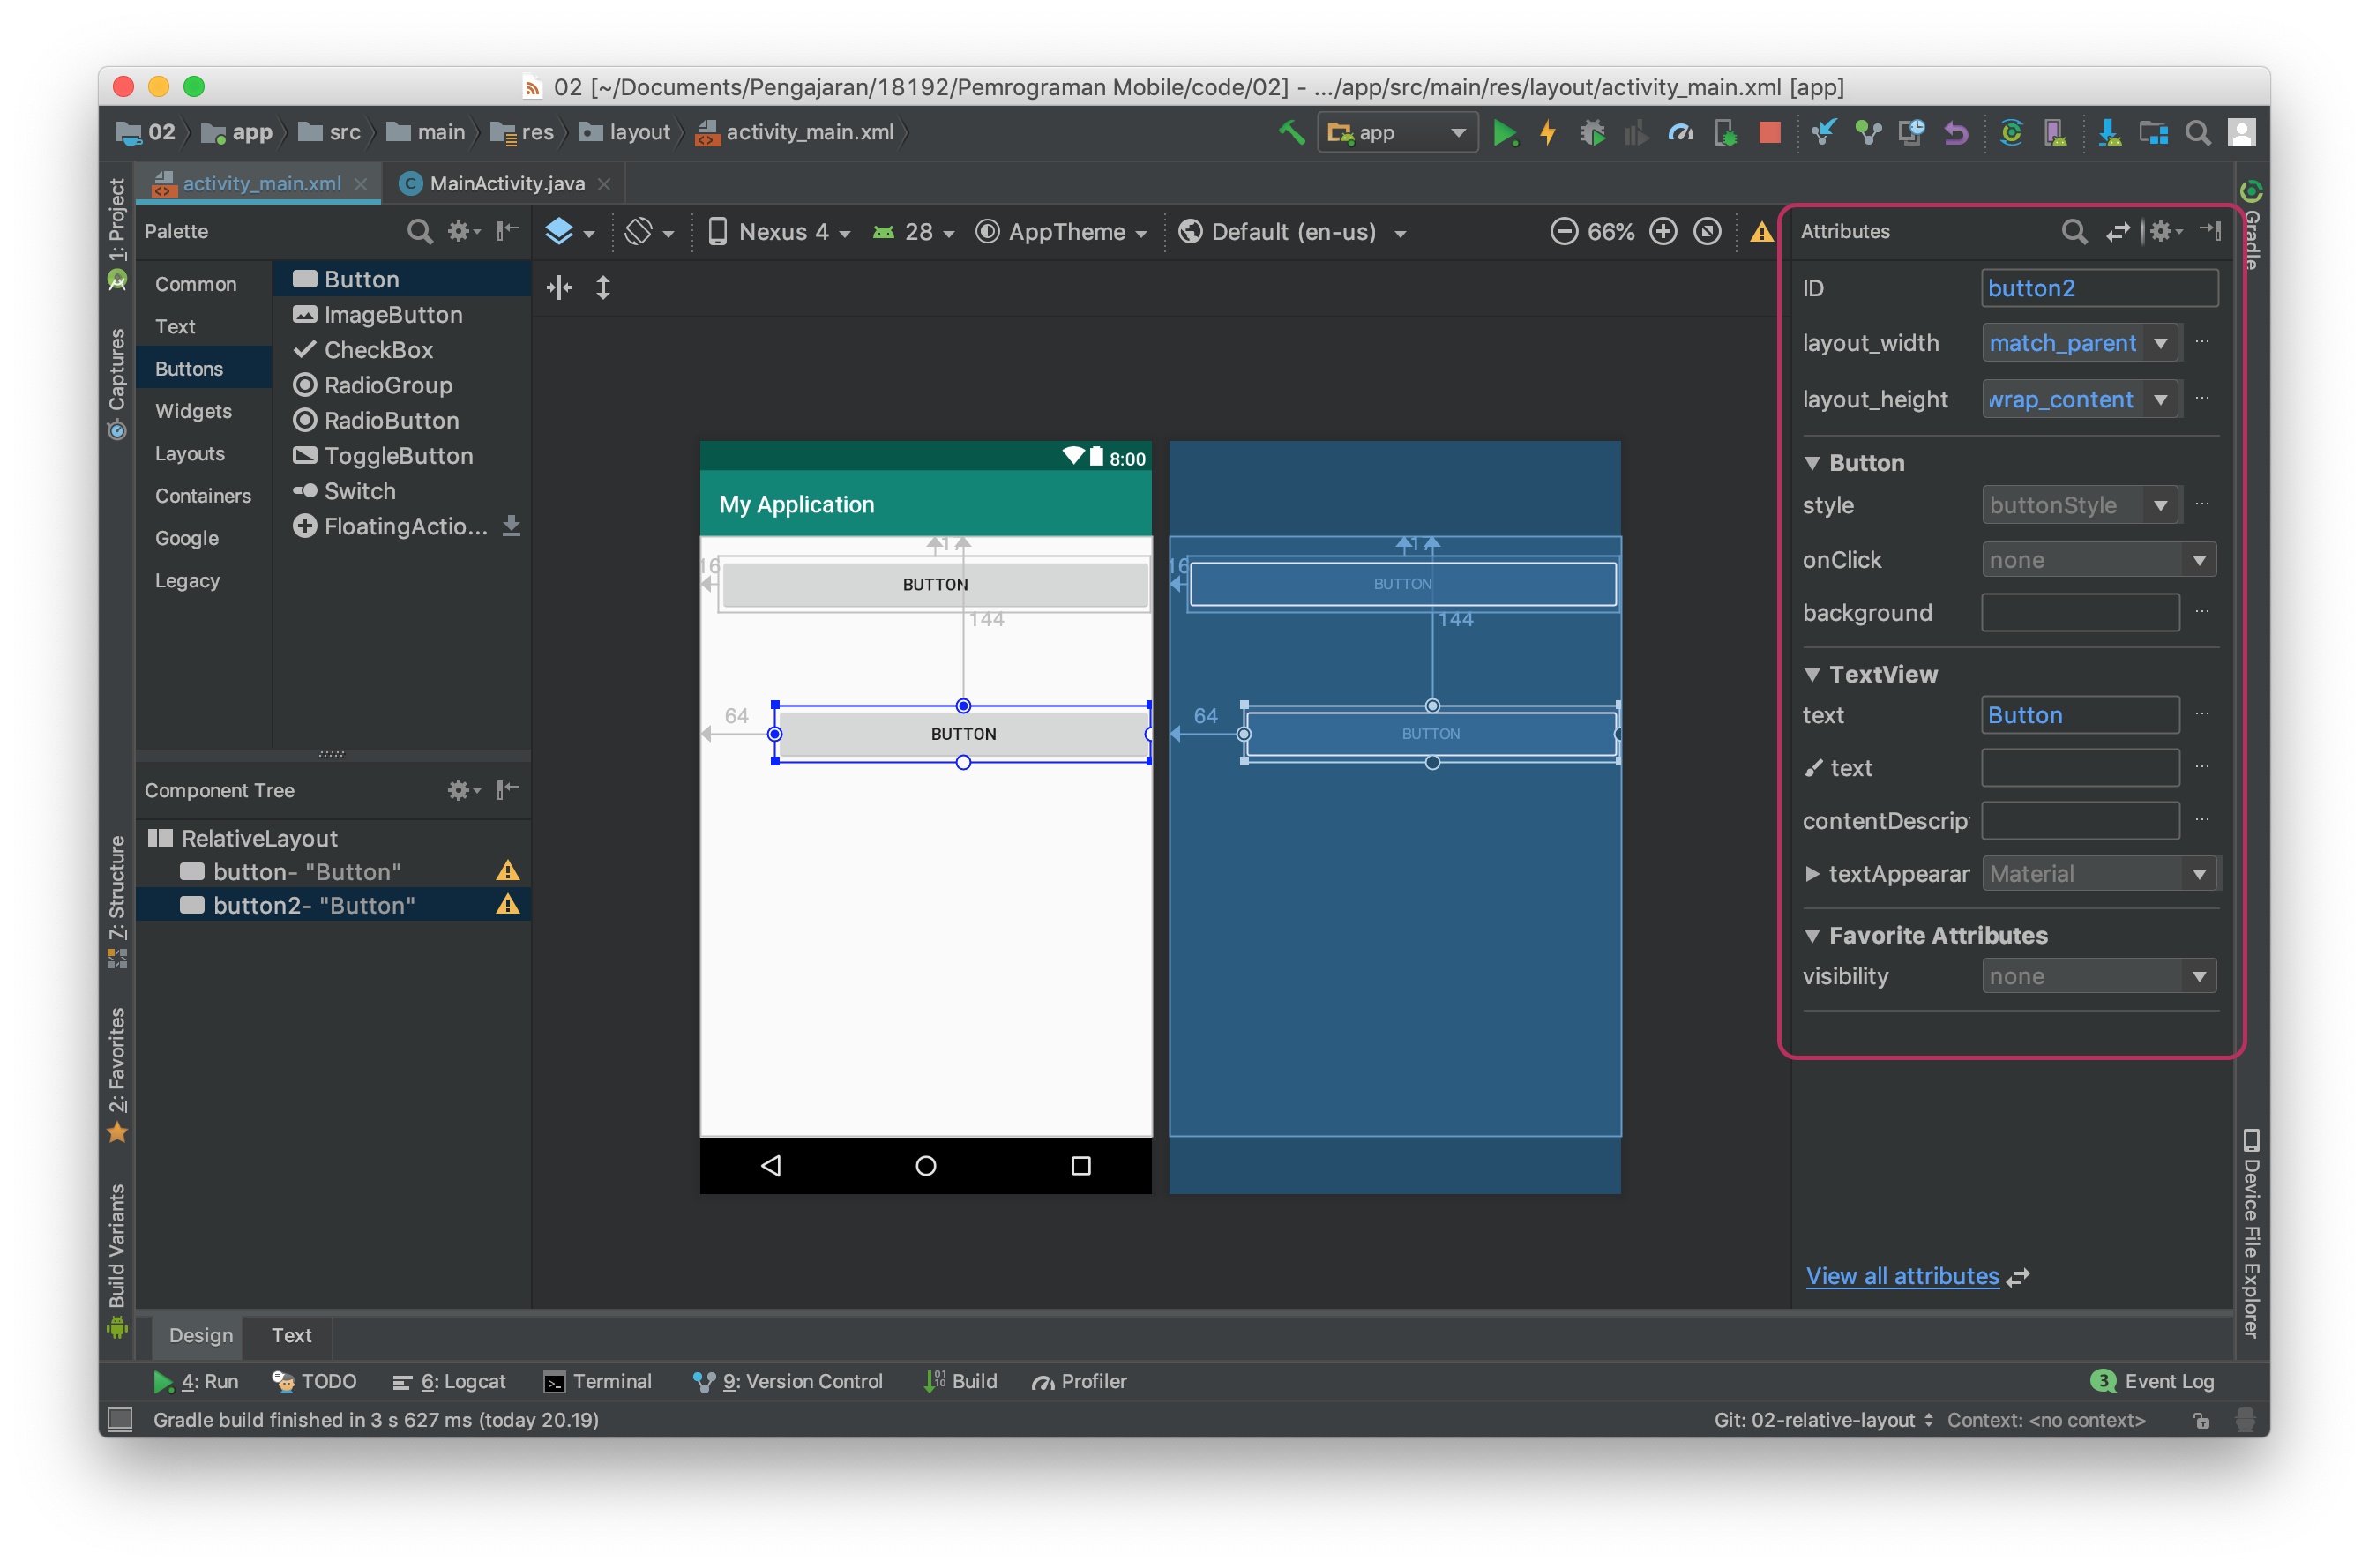 02 [~/Documents/Pengajaran/18192/Pemrograman Mobile/code/02] - .../app/src/main/res/layout/activity_main.xml [app]
02 app src main res layout activity_main.xml app
activity_main.xml MainActivity.java
1: Project
Captures
7: Structure
2: Favorites
Build Variants
Palette
Common
Text
Buttons
Widgets
Layouts
Containers
Google
Legacy
Button
ImageButton
CheckBox
RadioGroup
RadioButton
ToggleButton
Switch
FloatingActio...
Component Tree
RelativeLayout
button- "Button"
button2- "Button"
Nexus 4 28 AppTheme Default (en-us) 66%
8:00
My Application
16
1
BUTTON
144
64
BUTTON
16
1
BUTTON
144
64
BUTTON
Attributes
ID button2
layout_width match_parent ...
layout_height wrap_content ...
Button
style buttonStyle ...
onClick none
background ...
TextView
text Button ...
text ...
contentDescrip ...
textAppearar Material
Favorite Attributes
visibility none
View all attributes
Gradle
Device File Explorer
Design Text
4: Run TODO 6: Logcat Terminal 9: Version Control Build Profiler 3 Event Log
Gradle build finished in 3 s 627 ms (today 20.19) Git: 02-relative-layout Context: <no context>